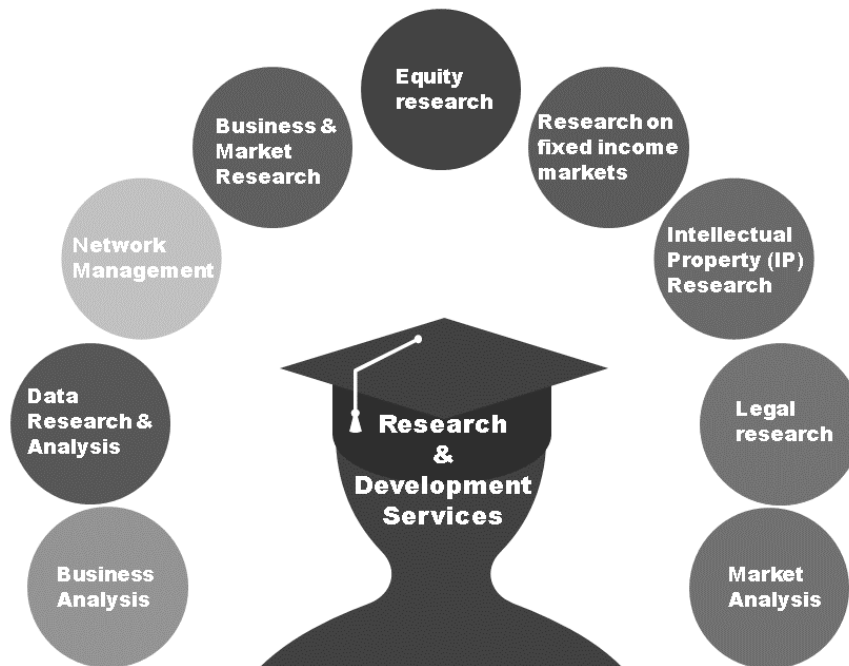 Equity
research
Business &
Market
Research
Research on
fixed income
markets
Network
Management
Intellectual
Property (IP)
Research
Data
Research &
Analysis
Legal
research
Research
&
Development
Services
Business
Analysis
Market
Analysis